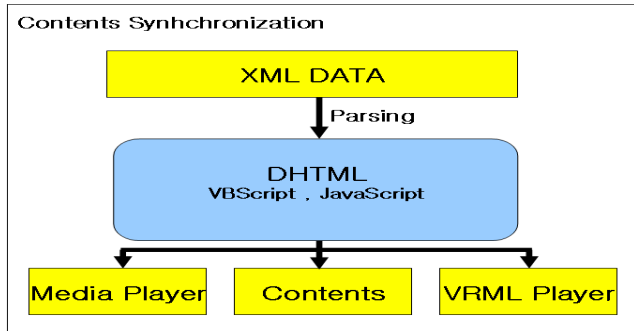 Contents Synhchronization
XML DATA
Parsing
DHTML
VBScript , JavaScript
Media Player
Contents
VRML Player